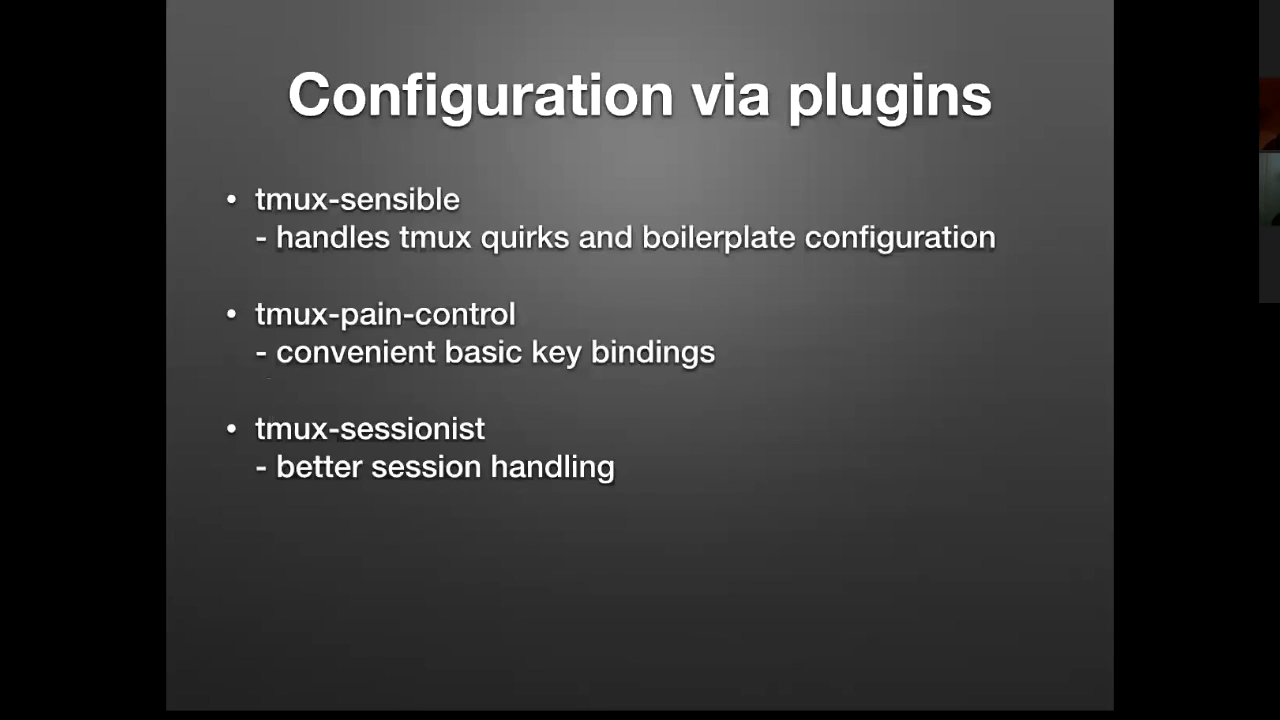 Configuration via plugins
• tmux-sensible
- handles tmux quirks and boilerplate configuration
• tmux-pain-control
- convenient basic key bindings
• tmux-sessionist
- better session handling